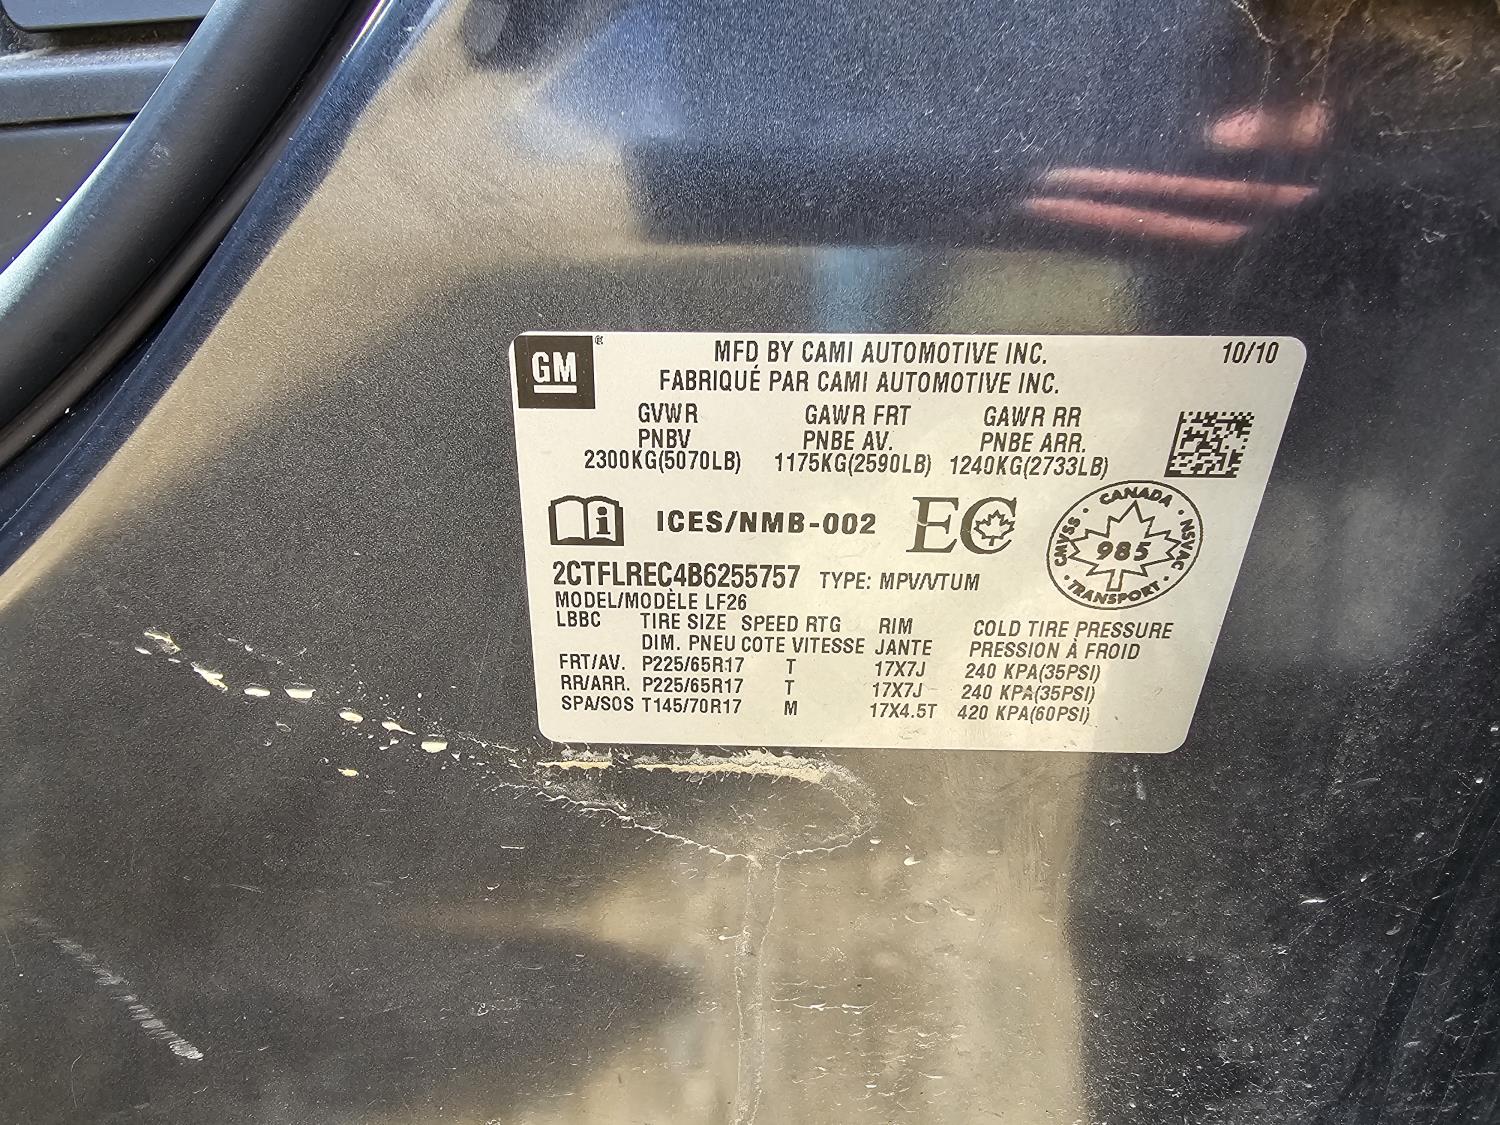 GM®
MFD BY CAMI AUTOMOTIVE INC. 10/10
FABRIQUÉ PAR CAMI AUTOMOTIVE INC.
GVWR GAWR FRT GAWR RR
PNBV PNBE AV. PNBE ARR.
2300KG(5070LB) 1175KG(2590LB) 1240KG(2733LB)
i ICES/NMB-002 EC
CANADA
CMVSS 985 NSVAC
TRANSPORT
2CTFLREC4B6255757 TYPE: MPV/VTUM
MODEL/MODÈLE LF26
LBBC TIRE SIZE SPEED RTG RIM COLD TIRE PRESSURE
DIM. PNEU COTE VITESSE JANTE PRESSION À FROID
FRT/AV. P225/65R17 T 17X7J 240 KPA(35PSI)
RR/ARR. P225/65R17 T 17X7J 240 KPA(35PSI)
SPA/SOS T145/70R17 M 17X4.5T 420 KPA(60PSI)